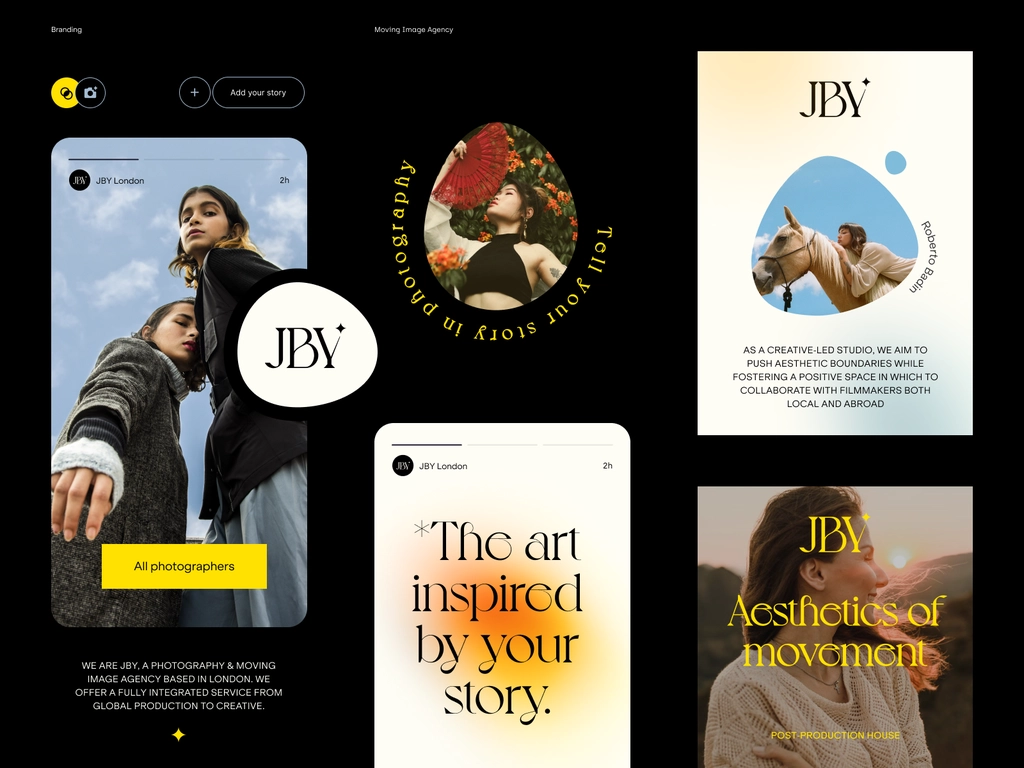 Branding
Moving Image Agency
Add your story
JBY
JBY London
2h
JBY
All photographers
WE ARE JBY, A PHOTOGRAPHY & MOVING
IMAGE AGENCY BASED IN LONDON. WE
OFFER A FULLY INTEGRATED SERVICE FROM
GLOBAL PRODUCTION TO CREATIVE.
Tell your story in photography
JBY
JBY London
2h
*The art
inspired
by your
story.
JBY
Roberto Badin
AS A CREATIVE-LED STUDIO, WE AIM TO
PUSH AESTHETIC BOUNDARIES WHILE
FOSTERING A POSITIVE SPACE IN WHICH TO
COLLABORATE WITH FILMMAKERS BOTH
LOCAL AND ABROAD
JBY
Aesthetics of
movement
POST-PRODUCTION HOUSE